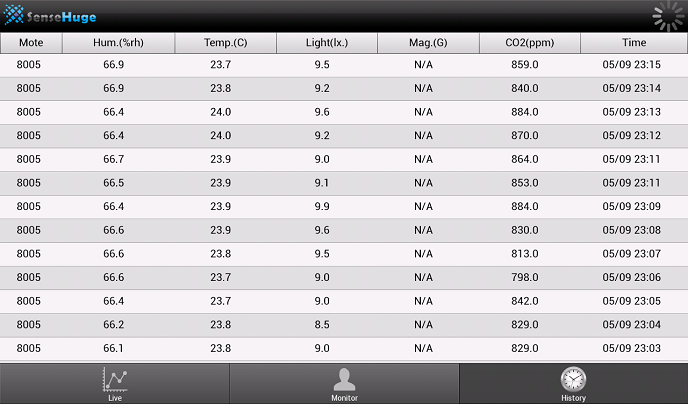 SenseHuge
Mote Hum.(%rh) Temp.(C) Light(lx.) Mag.(G) CO2(ppm) Time
8005 66.9 23.7 9.5 N/A 859.0 05/09 23:15
8005 66.9 23.8 9.2 N/A 840.0 05/09 23:14
8005 66.4 24.0 9.6 N/A 884.0 05/09 23:13
8005 66.4 24.0 9.2 N/A 870.0 05/09 23:12
8005 66.7 23.9 9.0 N/A 864.0 05/09 23:11
8005 66.5 23.9 9.1 N/A 853.0 05/09 23:11
8005 66.4 23.9 9.9 N/A 884.0 05/09 23:09
8005 66.4 23.9 9.6 N/A 830.0 05/09 23:08
8005 66.6 23.8 9.5 N/A 813.0 05/09 23:07
8005 66.6 23.7 9.0 N/A 798.0 05/09 23:06
8005 66.4 23.7 9.0 N/A 842.0 05/09 23:05
8005 66.2 23.8 8.5 N/A 829.0 05/09 23:04
8005 66.1 23.8 9.0 N/A 829.0 05/09 23:03
Live Monitor History